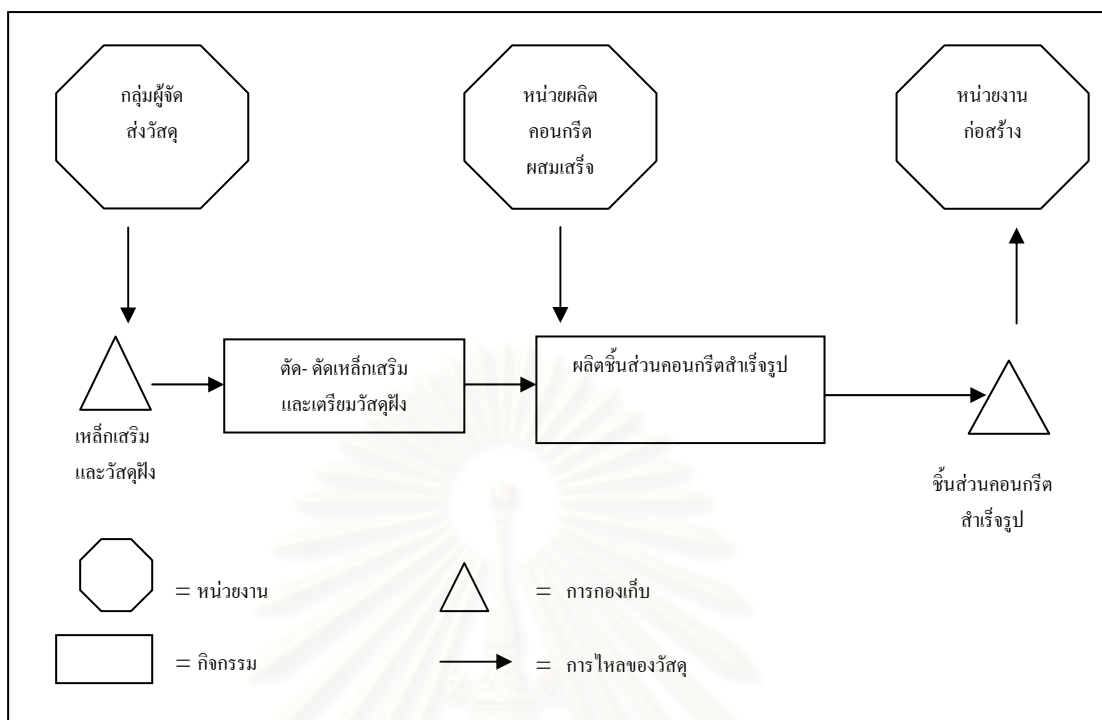 กลุ่มผู้จัด
ส่งวัสดุ
หน่วยผลิต
คอนกรีต
ผสมเสร็จ
หน่วยงาน
ก่อสร้าง
ตัด- ดัดเหล็กเสริม
และเตรียมวัสดุฝัง
ผลิตชิ้นส่วนคอนกรีตสำเร็จรูป
เหล็กเสริม
และวัสดุฝัง
ชิ้นส่วนคอนกรีต
สำเร็จรูป
= หน่วยงาน
= การกองเก็บ
= กิจกรรม
= การไหลของวัสดุ